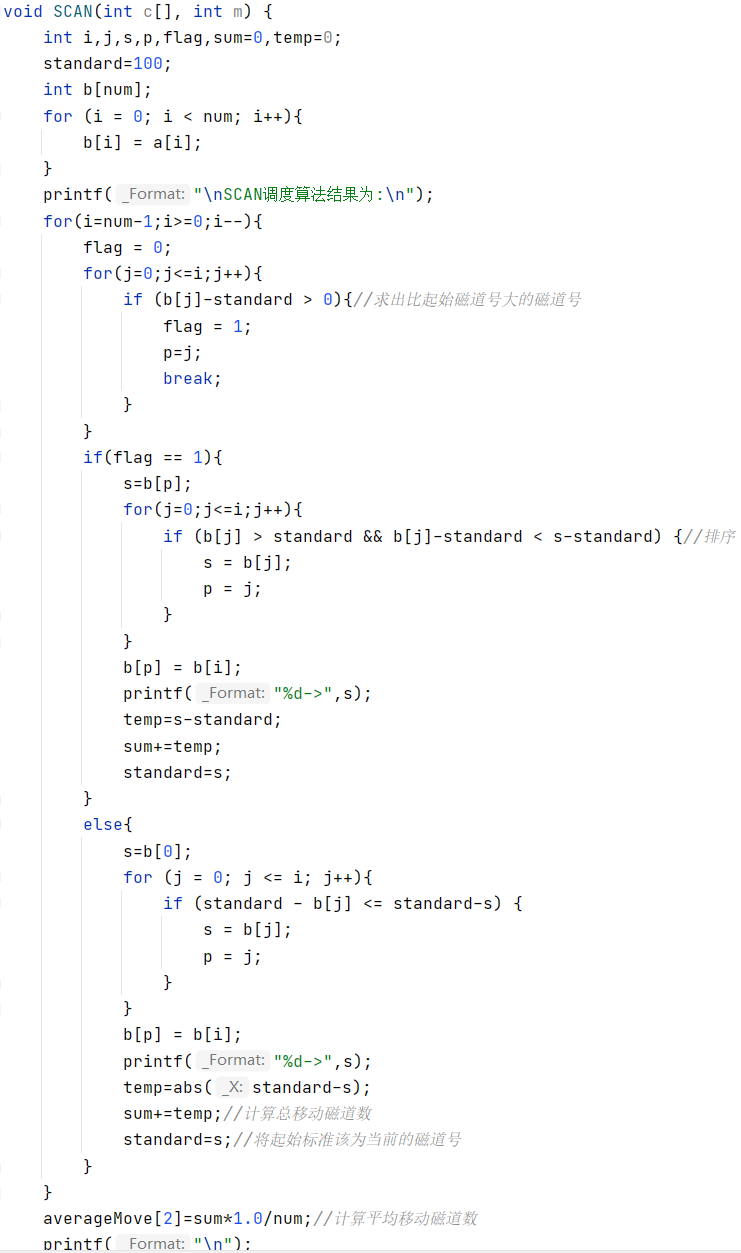 void SCAN(int c[], int m) {
    int i,j,s,p,flag,sum=0,temp=0;
    standard=100;
    int b[num];
    for (i = 0; i < num; i++){
        b[i] = a[i];
    }
    printf( _Format: "\nSCAN调度算法结果为:\n");
    for(i=num-1;i>=0;i--){
        flag = 0;
        for(j=0;j<=i;j++){
            if (b[j]-standard > 0){//求出比起始磁道号大的磁道号
                flag = 1;
                p=j;
                break;
            }
        }
        if(flag == 1){
            s=b[p];
            for(j=0;j<=i;j++){
                if (b[j] > standard && b[j]-standard < s-standard) {//排序
                    s = b[j];
                    p = j;
                }
            }
            b[p] = b[i];
            printf( _Format: "%d->",s);
            temp=s-standard;
            sum+=temp;
            standard=s;
        }
        else{
            s=b[0];
            for (j = 0; j <= i; j++){
                if (standard - b[j] <= standard-s) {
                    s = b[j];
                    p = j;
                }
            }
            b[p] = b[i];
            printf( _Format: "%d->",s);
            temp=abs( _X: standard-s);
            sum+=temp;//计算总移动磁道数
            standard=s;//将起始标准该为当前的磁道号
        }
    }
    averageMove[2]=sum*1.0/num;//计算平均移动磁道数
    printf( _Format: "\n");